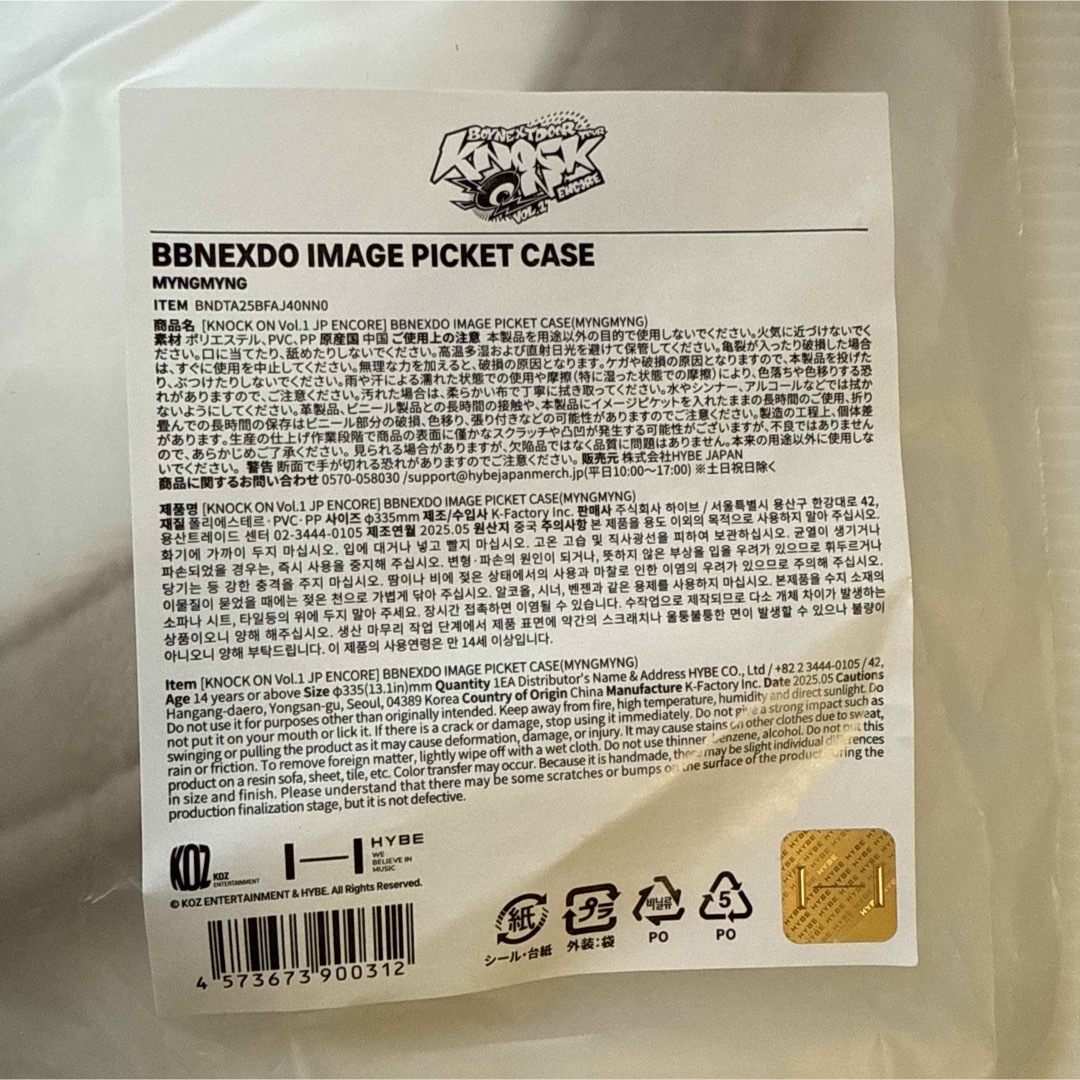 BOYNEXTDOOR TOUR
KNOCK
ON
VOL.1
ENCORE
BBNEXDO IMAGE PICKET CASE
MYNGMYNG
ITEM BNDTA25BFAJ40NN0
商品名 [KNOCK ON Vol.1 JP ENCORE] BBNEXDO IMAGE PICKET CASE(MYNGMYNG)
素材 ポリエステル, PVC, PP 原産国 中国 ご使用上の注意 本製品を用途以外の目的で使用しないでください。火気に近づけないでく
ださい。口に当てたり、舐めたりしないでください。高温多湿および直射日光を避けて保管してください。亀裂が入ったり破損した場合
は、すぐに使用を中止してください。無理な力を加えると、破損の原因となります。ケガや破損の原因となりますので、本製品を投げた
り、ぶつけたりしないでください。雨や汗による濡れた状態での使用や摩擦（特に湿った状態での摩擦）により、色落ちや色移りする恐
れがありますので、ご注意ください。汚れた場合は、柔らかい布で丁寧に拭き取ってください。水やシンナー、アルコールなどでは拭か
ないようにしてください。革製品、ビニール製品との長時間の接触や、本製品にイメージピケットを入れたままの長時間のご使用、折り
畳んでの長時間の保存はビニール部分の破損、色移り、張り付きなどの可能性がありますのでご注意ください。製造の工程上、個体差
があります。生産の仕上げ作業段階で商品の表面に僅かなスクラッチや凸凹が発生する可能性がございますが、不良ではありません
ので、あらかじめご了承ください。見られる場合がありますが、欠陥品ではなく品質に問題はありません。本来の用途以外に使用しな
いでください。警告 断面で手が切れる恐れがありますのでご注意ください。販売元 株式会社HYBE JAPAN
商品に関するお問い合わせ 0570-058030 /support@hybejapanmerch.jp(平日10:00〜17:00) ※土日祝日除く
제품명 [KNOCK ON Vol.1 JP ENCORE] BBNEXDO IMAGE PICKET CASE(MYNGMYNG)
재질 폴리에스테르·PVC·PP 사이즈 φ335mm 제조/수입사 K-Factory Inc. 판매사 주식회사 하이브 / 서울특별시 용산구 한강대로 42,
용산트레이드 센터 02-3444-0105 제조연월 2025.05 원산지 중국 주의사항 본 제품을 용도 이외의 목적으로 사용하지 말아 주십시오.
화기에 가까이 두지 마십시오. 입에 대거나 넣고 빨지 마십시오. 고온 고습 및 직사광선을 피하여 보관하십시오. 균열이 생기거나
파손되었을 경우는, 즉시 사용을 중지해 주십시오. 변형·파손의 원인이 되거나, 뜻하지 않은 부상을 입을 우려가 있으므로 휘두르거나
당기는 등 강한 충격을 주지 마십시오. 땀이나 비에 젖은 상태에서의 사용과 마찰로 인한 이염의 우려가 있으므로 주의해 주십시오.
이물질이 묻었을 때에는 젖은 천으로 가볍게 닦아 주십시오. 알코올, 시너, 벤젠과 같은 용제를 사용하지 마십시오. 본제품을 수지 소재의
소파나 시트, 타일등의 위에 두지 말아 주세요. 장시간 접촉하면 이염될 수 있습니다. 수작업으로 제작되므로 다소 개체 차이가 발생하는
상품이오니 양해 해주십시오. 생산 마무리 작업 단계에서 제품 표면에 약간의 스크래치나 울퉁불퉁한 면이 발생할 수 있으나 불량이
아니오니 양해 부탁드립니다. 이 제품의 사용연령은 만 14세 이상입니다.
Item [KNOCK ON Vol.1 JP ENCORE] BBNEXDO IMAGE PICKET CASE(MYNGMYNG)
Age 14 years or above Size φ335(13.1in)mm Quantity 1EA Distributor's Name & Address HYBE CO., Ltd / +82 2 3444-0105 / 42,
Hangang-daero, Yongsan-gu, Seoul, 04389 Korea Country of Origin China Manufacture K-Factory Inc. Date 2025.05 Cautions
Do not use it for purposes other than originally intended. Keep away from fire, high temperature, humidity and direct sunlight. Do
not put it on your mouth or lick it. If there is a crack or damage, stop using it immediately. Do not give a strong impact such as
swinging or pulling the product as it may cause deformation, damage, or injury. It may cause stains on other clothes due to sweat,
rain or friction. To remove foreign matter, lightly wipe off with a wet cloth. Do not use thinner, benzene, alcohol. Do not put this
product on a resin sofa, sheet, tile, etc. Color transfer may occur. Because it is handmade, there may be slight individual differences
in size and finish. Please understand that there may be some scratches or bumps on the surface of the product during the
production finalization stage, but it is not defective.
KOZ
KOZ
ENTERTAINMENT
HYBE
WE
BELIEVE IN
MUSIC
© KOZ ENTERTAINMENT & HYBE. All Rights Reserved.
4 573673 900312
紙
シール・台紙
プラ
外装:袋
비닐류
PO
5
PO
HYBE